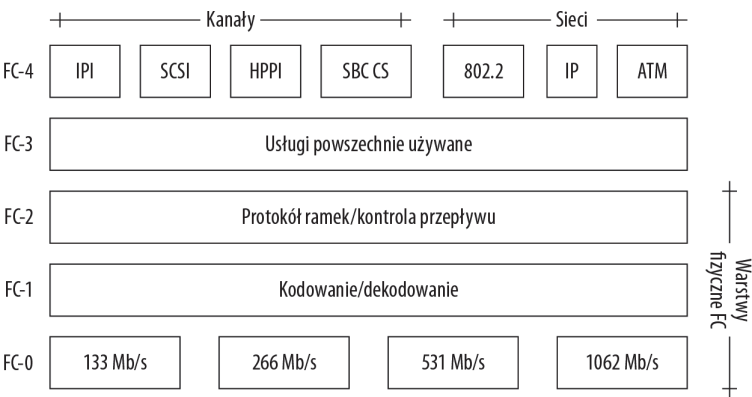 Kanały Sieci
FC-4 IPI SCSI HPPI SBC CS 802.2 IP ATM
FC-3 Usługi powszechnie używane
FC-2 Protokół ramek/kontrola przepływu
FC-1 Kodowanie/dekodowanie
FC-0 133 Mb/s 266 Mb/s 531 Mb/s 1062 Mb/s
Warstwy
fizyczne FC